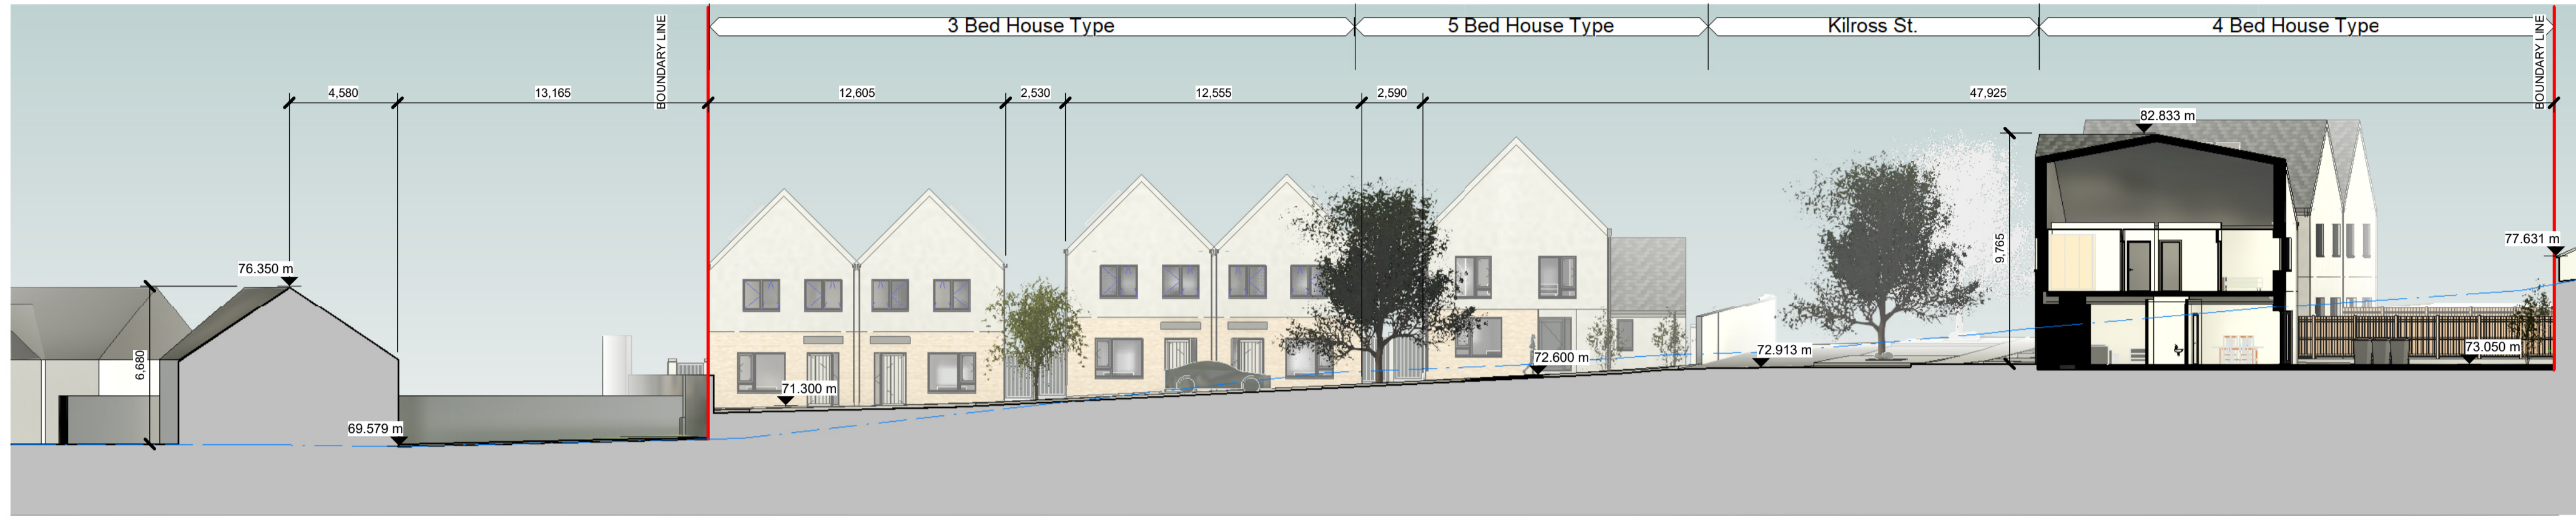 3 Bed House Type
5 Bed House Type
Kilross St.
4 Bed House Type
BOUNDARY LINE
BOUNDARY LINE
4,580
13,165
12,605
2,530
12,555
2,590
47,925
82.833 m
9,765
77.631 m
76.350 m
6,680
69.579 m
71.300 m
72.600 m
72.913 m
73.050 m